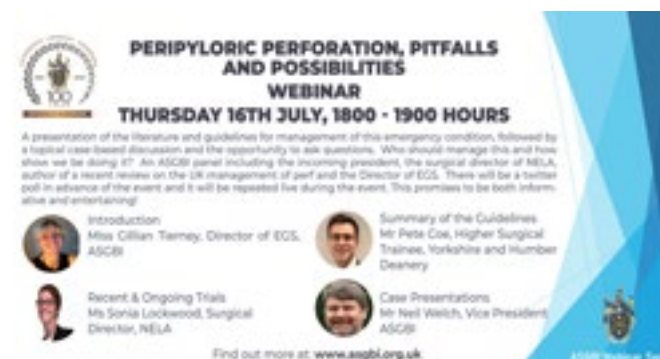 100
PERIPYLORIC PERFORATION, PITFALLS
AND POSSIBILITIES
WEBINAR
THURSDAY 16TH JULY, 1800 - 1900 HOURS
A presentation of the literature and guidelines for management of this emergency condition, followed by
a topical case-based discussion and the opportunity to ask questions. Who should manage this and how
show we be doing it? An ASGBI panel including the incoming president, the surgical director of NELA,
author of a recent review on the UK management of perf and the Director of EGS. There will be a twitter
poll in advance of the event and it will be repeated live during the event. This promises to be both inform-
ative and entertaining!
Introduction
Miss Gillian Tierney, Director of EGS,
ASGBI
Summary of the Guidelines
Mr Pete Coe, Higher Surgical
Trainee, Yorkshire and Humber
Deanery
Recent & Ongoing Trials
Ms Sonia Lockwood, Surgical
Director, NELA
Case Presentations
Mr Neil Welch, Vice President
ASGBI
Find out more at: www.asgbi.org.uk
ASGBI Webinar